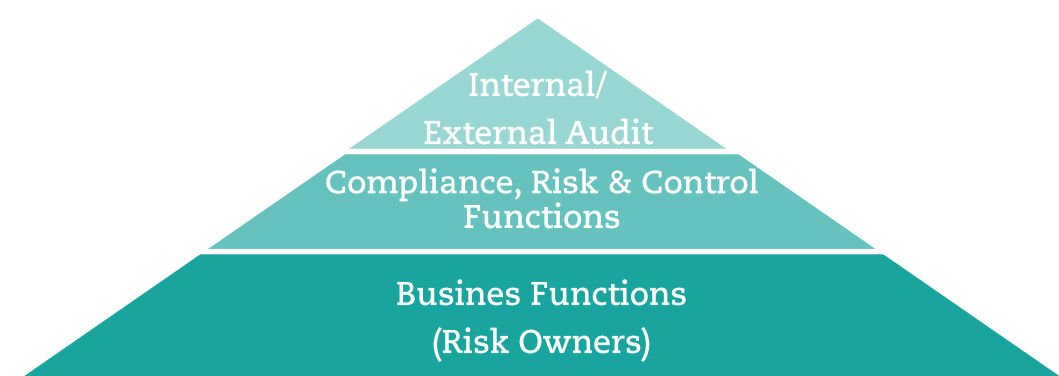 Internal/
External Audit
Compliance, Risk & Control
Functions
Busines Functions
(Risk Owners)